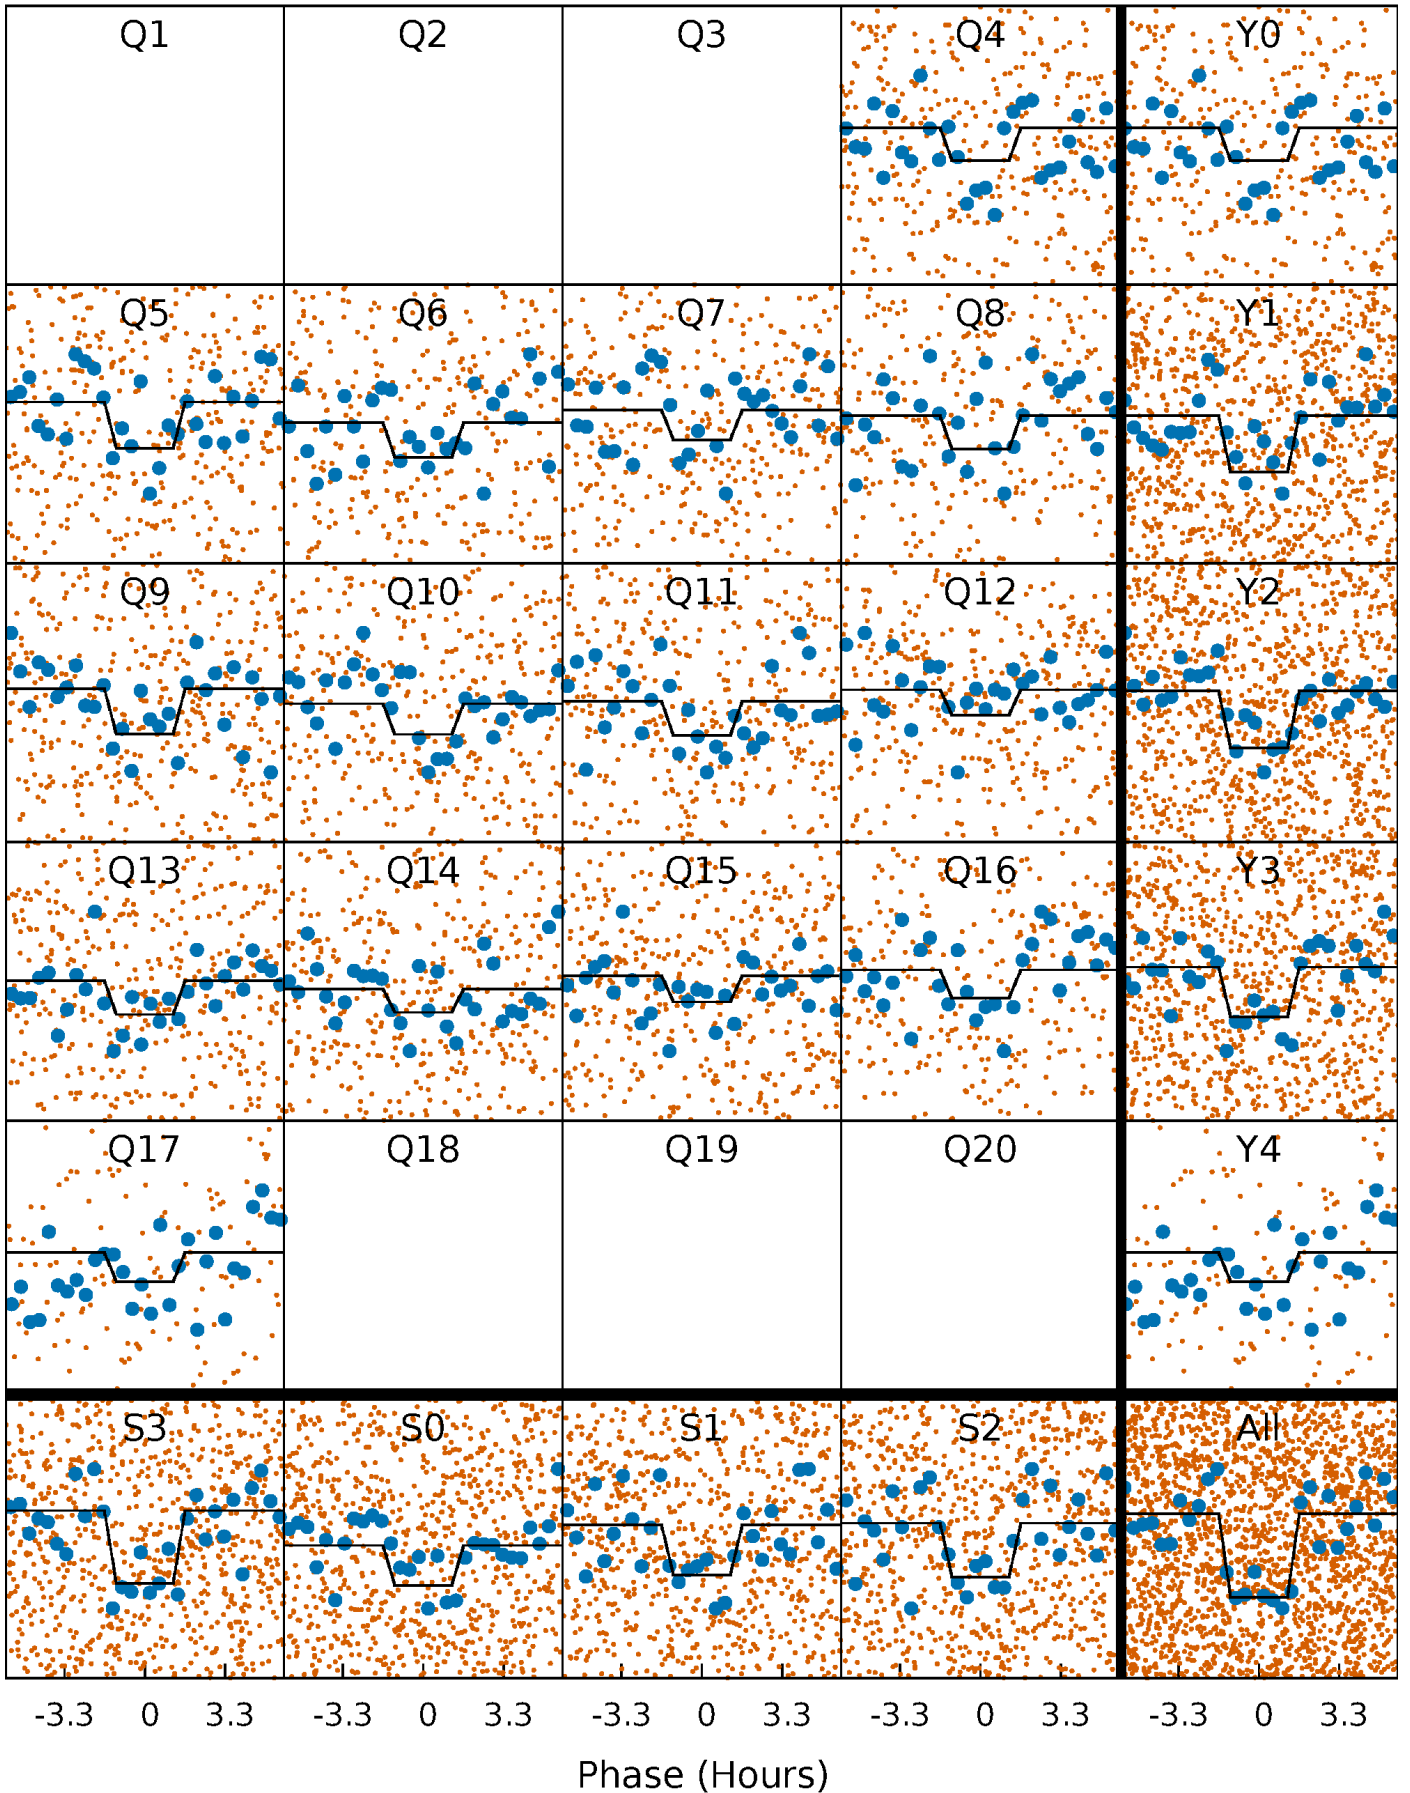 Q1 Q2 Q3 Q4 Y0
Q5 Q6 Q7 Q8 Y1
Q9 Q10 Q11 Q12 Y2
Q13 Q14 Q15 Q16 Y3
Q17 Q18 Q19 Q20 Y4
S3 S0 S1 S2 All
-3.3 0 3.3 -3.3 0 3.3 -3.3 0 3.3 -3.3 0 3.3 -3.3 0 3.3
Phase (Hours)